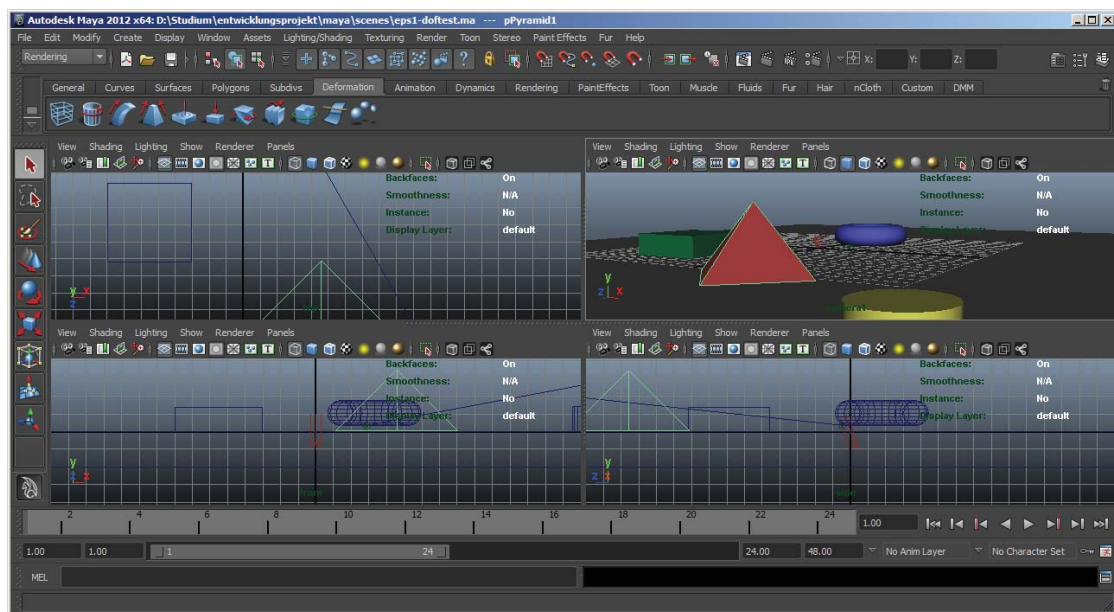 Autodesk Maya 2012 x64: D:\Studium\entwicklungsprojekt\maya\scenes\eps1-doftest.ma --- pPyramid1
File Edit Modify Create Display Window Assets Lighting/Shading Texturing Render Toon Stereo Paint Effects Fur Help
Rendering X: Y: Z:
General Curves Surfaces Polygons Subdivs Deformation Animation Dynamics Rendering PaintEffects Toon Muscle Fluids Fur Hair nCloth Custom DMM
View Shading Lighting Show Renderer Panels
Backfaces: On
Smoothness: N/A
Instance: No
Display Layer: default
y x
z
View Shading Lighting Show Renderer Panels
Backfaces: On
Smoothness: N/A
Instance: No
Display Layer: default
y
z x
View Shading Lighting Show Renderer Panels
Backfaces: On
Smoothness: N/A
Instance: No
Display Layer: default
y
z x
front
View Shading Lighting Show Renderer Panels
Backfaces: On
Smoothness: N/A
Instance: No
Display Layer: default
y
z x
side
2 4 6 8 10 12 14 16 18 20 22 24 1.00
1.00 1.00 1 24 24.00 48.00 No Anim Layer No Character Set
MEL